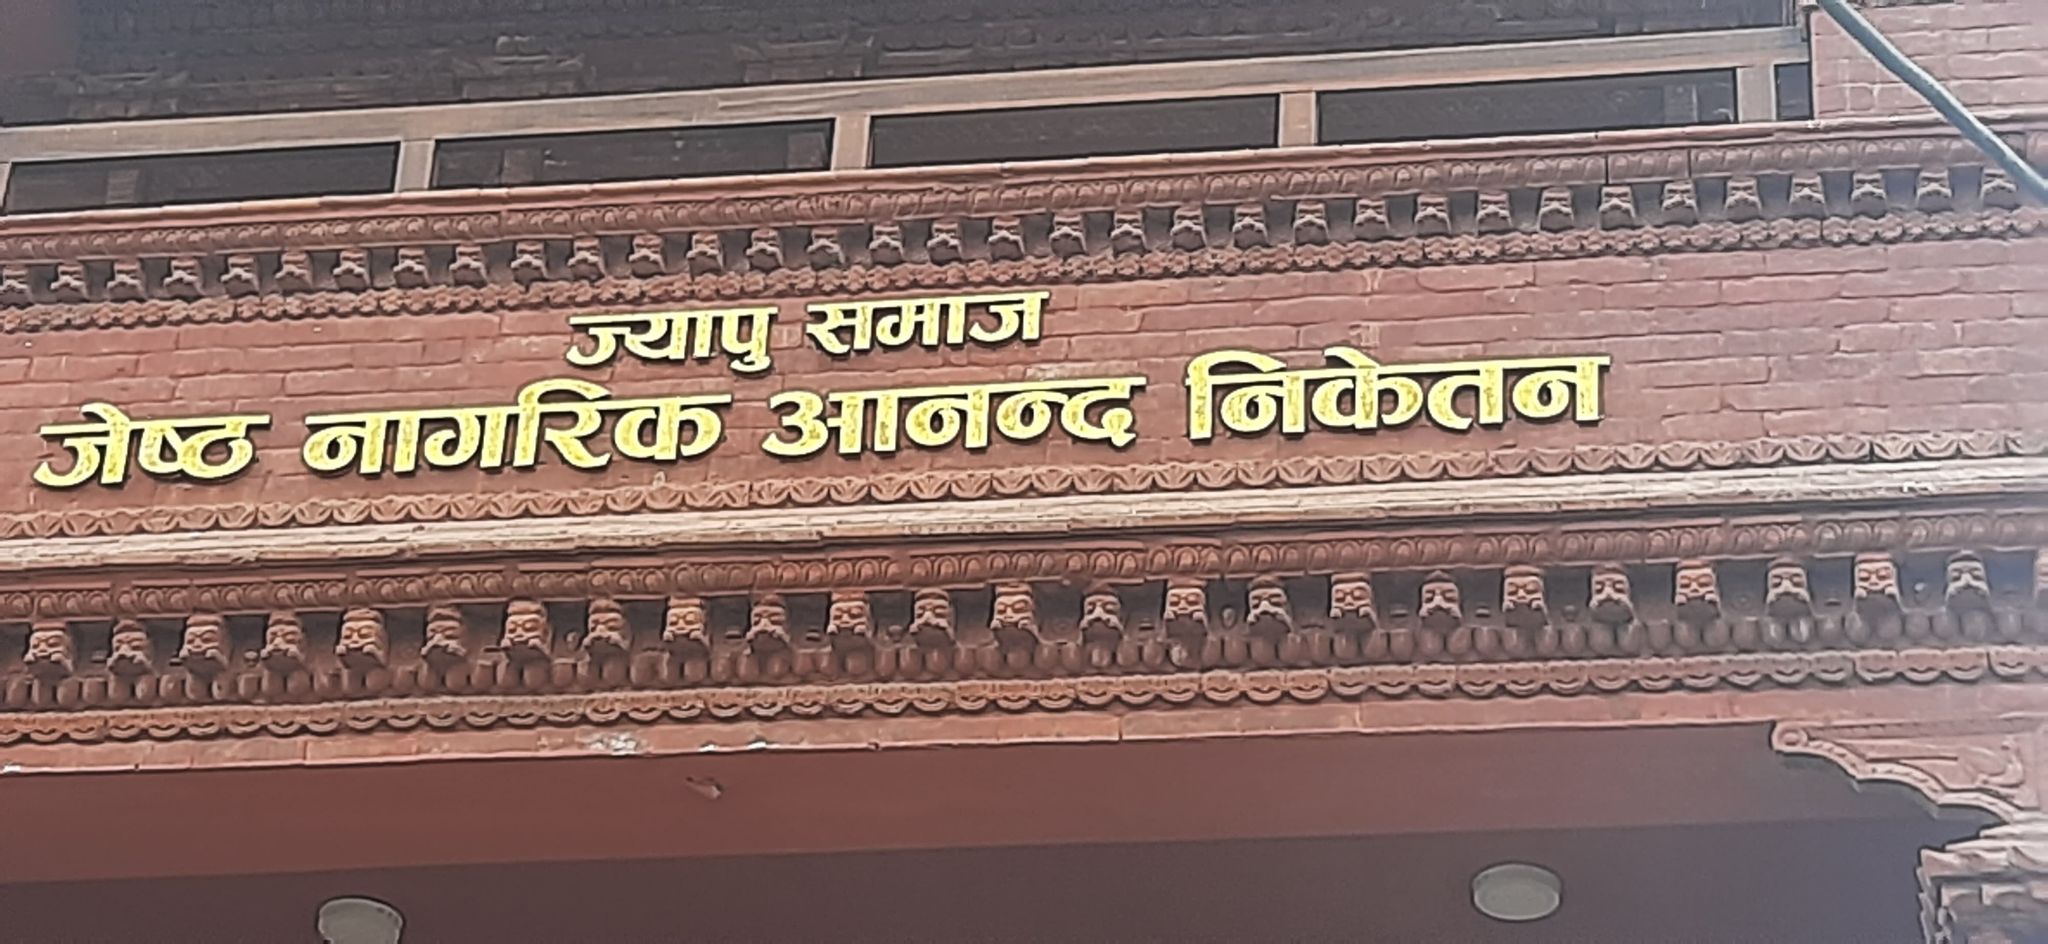 ज्यापु समाज
जेष्ठ नागरिक आनन्द निकेतन